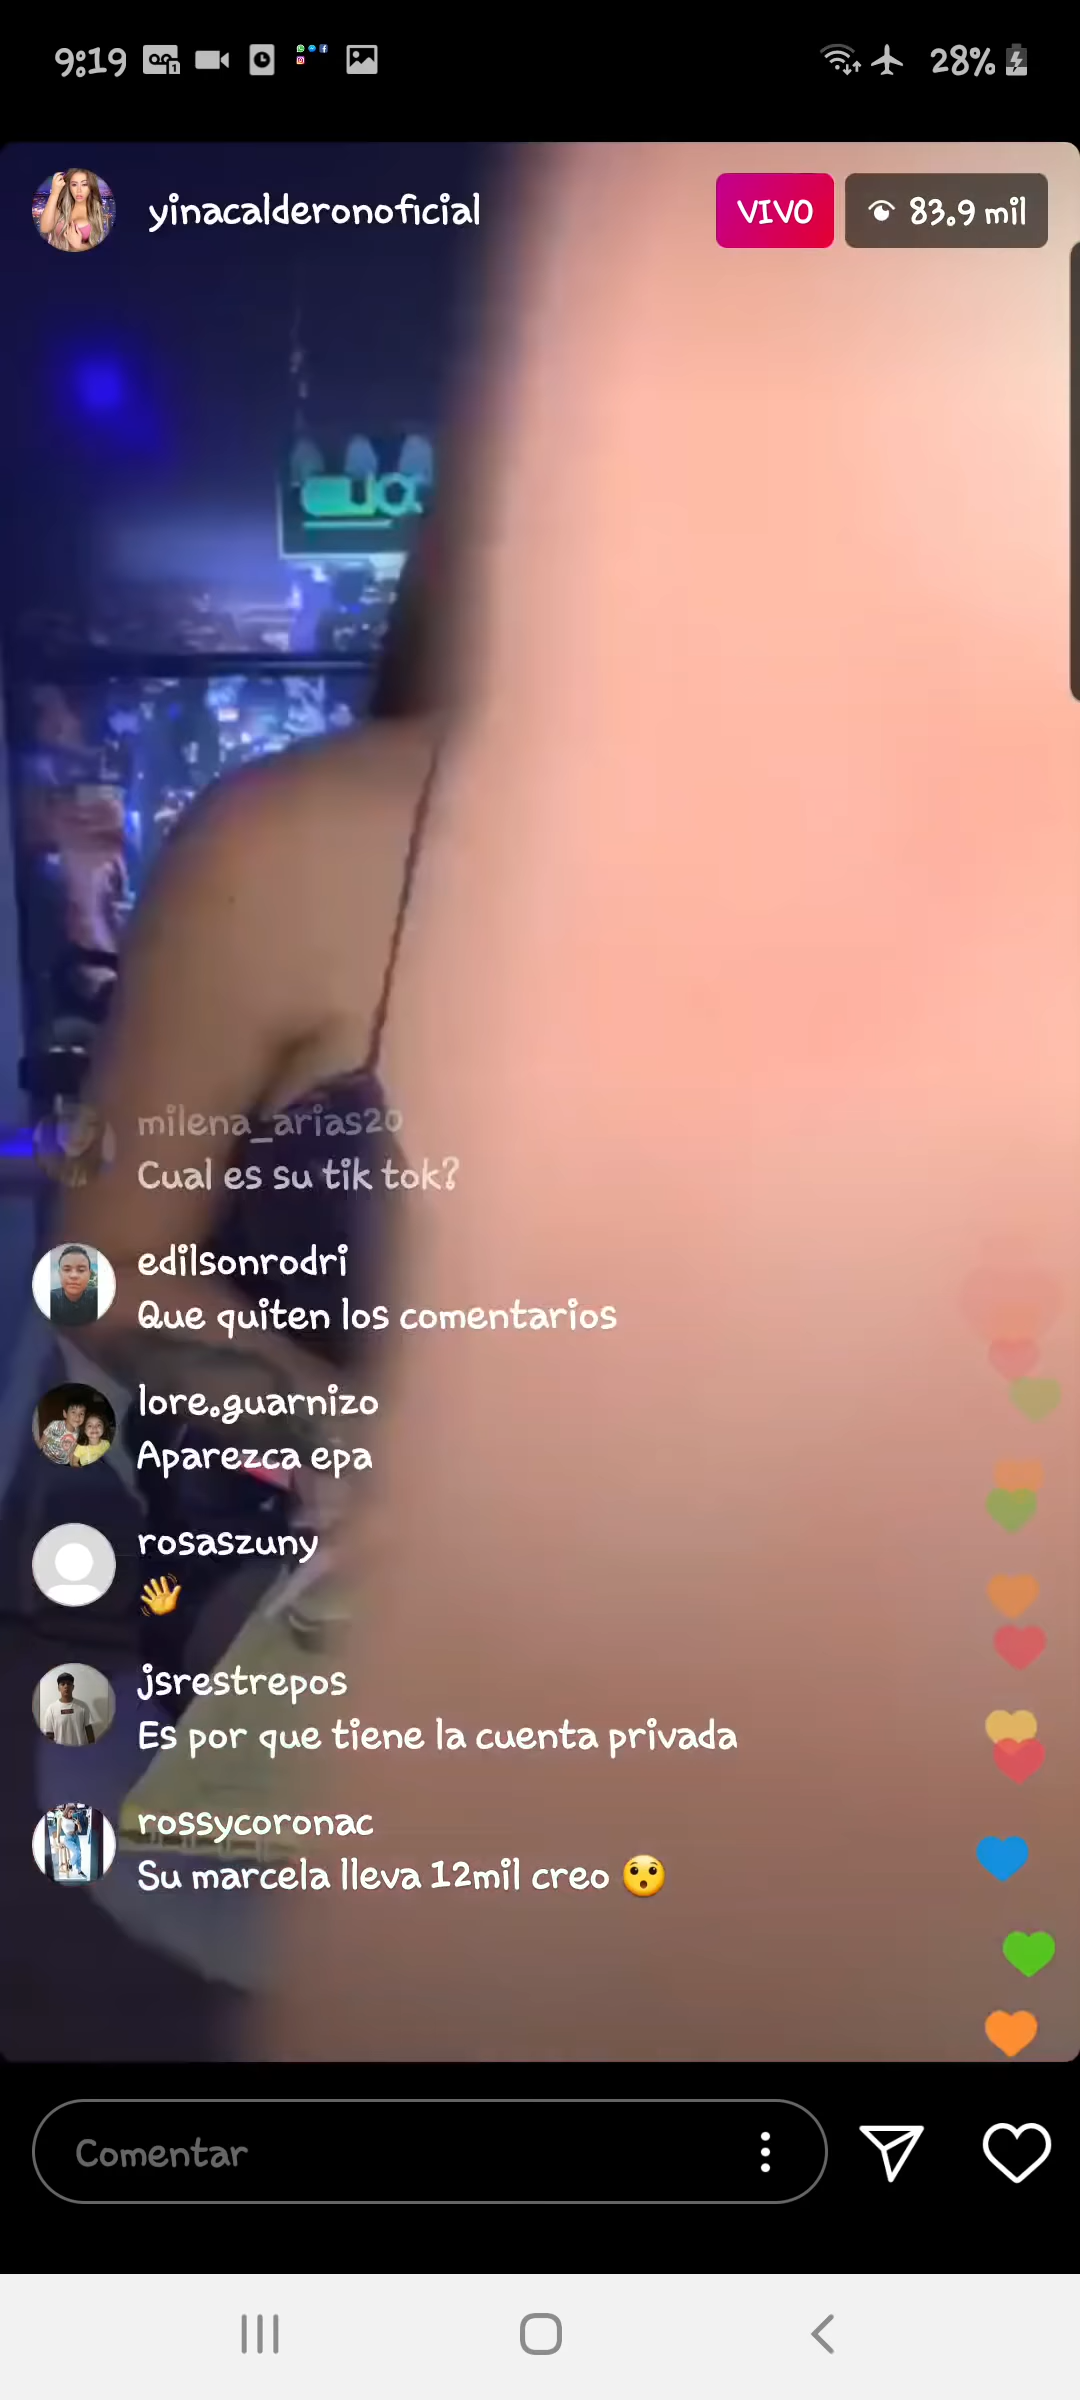 9:19
28%
yinacalderonoficial
VIVO
83.9 mil
milena_arias20
Cual es su tik tok?
edilsonrodri
Que quiten los comentarios
lore.guarnizo
Aparezca epa
rosaszuny
👋
jsrestrepos
Es por que tiene la cuenta privada
rossycoronac
Su marcela lleva 12mil creo 😯
Comentar